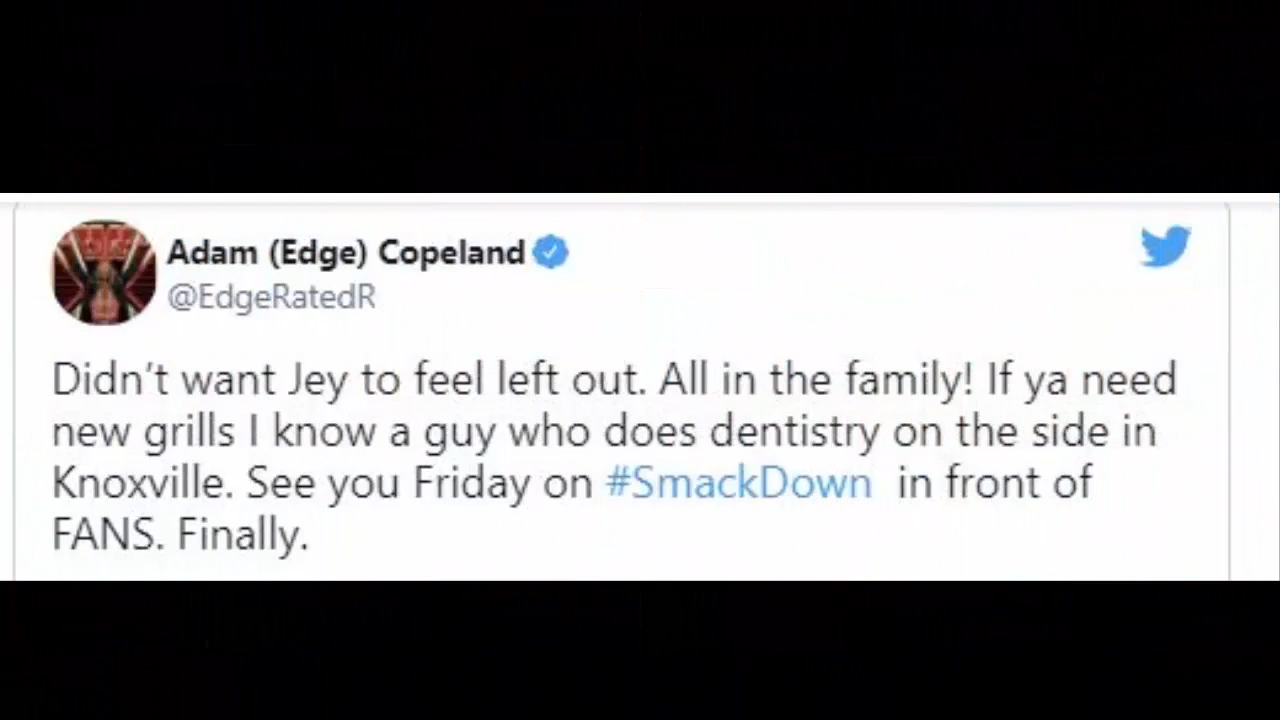 Adam (Edge) Copeland
@EdgeRatedR
Didn’t want Jey to feel left out. All in the family! If ya need
new grills I know a guy who does dentistry on the side in
Knoxville. See you Friday on #SmackDown in front of
FANS. Finally.